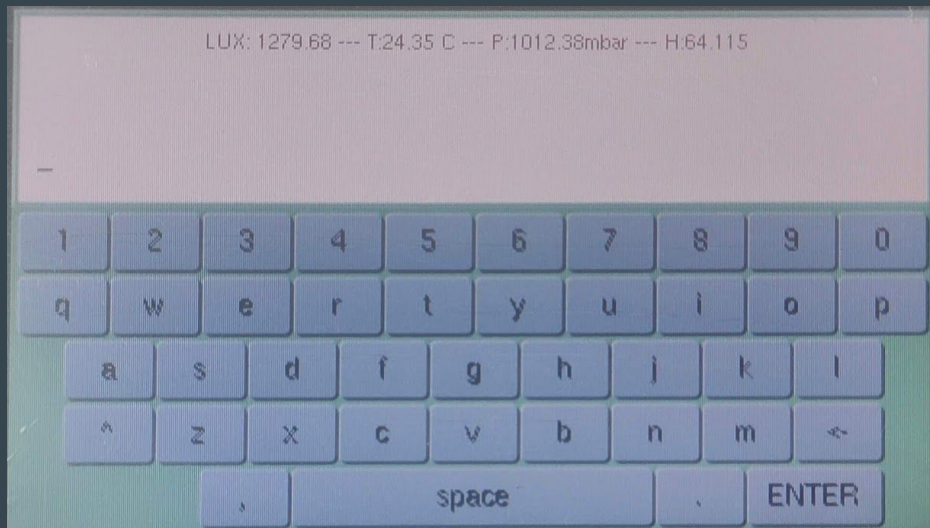 LUX: 1279.68 --- T:24.35 C --- P:1012.38mbar --- H:64.115
_
1 2 3 4 5 6 7 8 9 0
q w e r t y u i o p
a s d f g h j k l
^ z x c v b n m <-
, space . ENTER